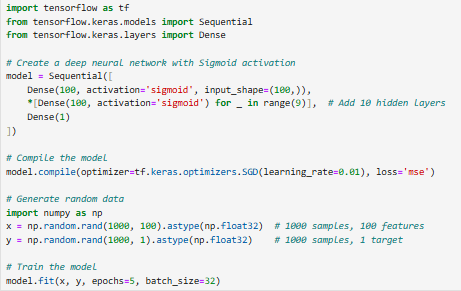 import tensorflow as tf
from tensorflow.keras.models import Sequential
from tensorflow.keras.layers import Dense

# Create a deep neural network with Sigmoid activation
model = Sequential([
    Dense(100, activation='sigmoid', input_shape=(100,)),
    *[Dense(100, activation='sigmoid') for _ in range(9)],  # Add 10 hidden layers
    Dense(1)
])

# Compile the model
model.compile(optimizer=tf.keras.optimizers.SGD(learning_rate=0.01), loss='mse')

# Generate random data
import numpy as np
x = np.random.rand(1000, 100).astype(np.float32)  # 1000 samples, 100 features
y = np.random.rand(1000, 1).astype(np.float32)    # 1000 samples, 1 target

# Train the model
model.fit(x, y, epochs=5, batch_size=32)